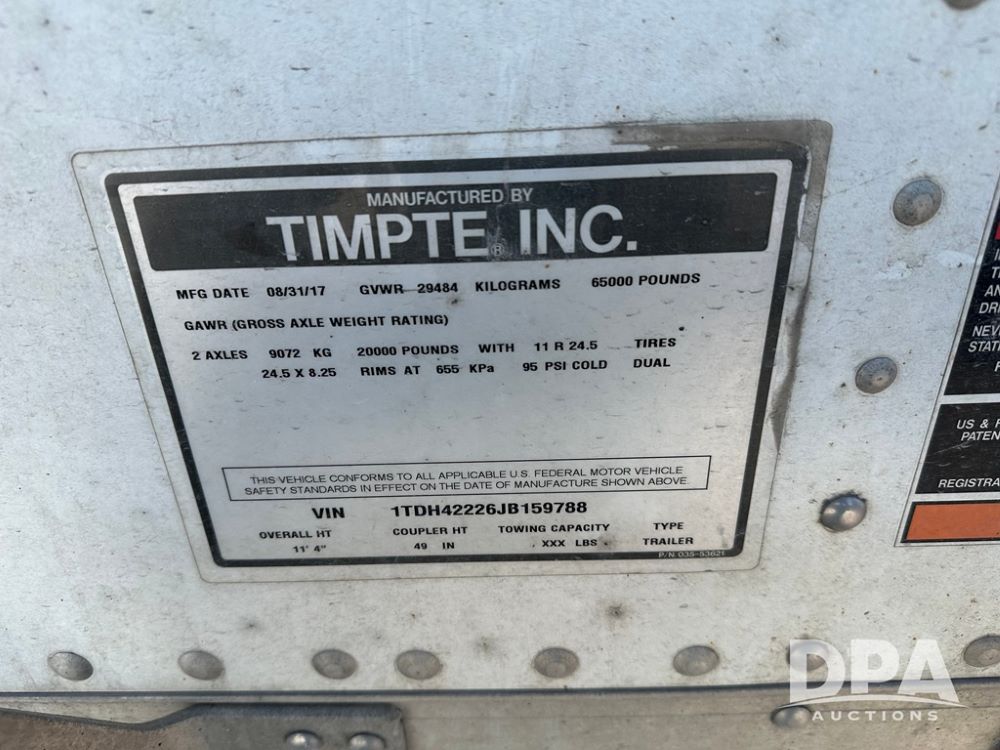 MANUFACTURED BY
TIMPTE® INC.
MFG DATE 08/31/17 GVWR 29484 KILOGRAMS 65000 POUNDS
GAWR (GROSS AXLE WEIGHT RATING)
2 AXLES 9072 KG 20000 POUNDS WITH 11 R 24.5 TIRES
24.5 X 8.25 RIMS AT 655 KPa 95 PSI COLD DUAL
THIS VEHICLE CONFORMS TO ALL APPLICABLE U.S. FEDERAL MOTOR VEHICLE
SAFETY STANDARDS IN EFFECT ON THE DATE OF MANUFACTURE SHOWN ABOVE.
VIN 1TDH42226JB159788
OVERALL HT COUPLER HT TOWING CAPACITY TYPE
11' 4" 49 IN XXX LBS TRAILER
P/N 035-53621
AN
DRI
NEV
STATI
US & F
PATEN
REGISTRA
DPA
AUCTIONS